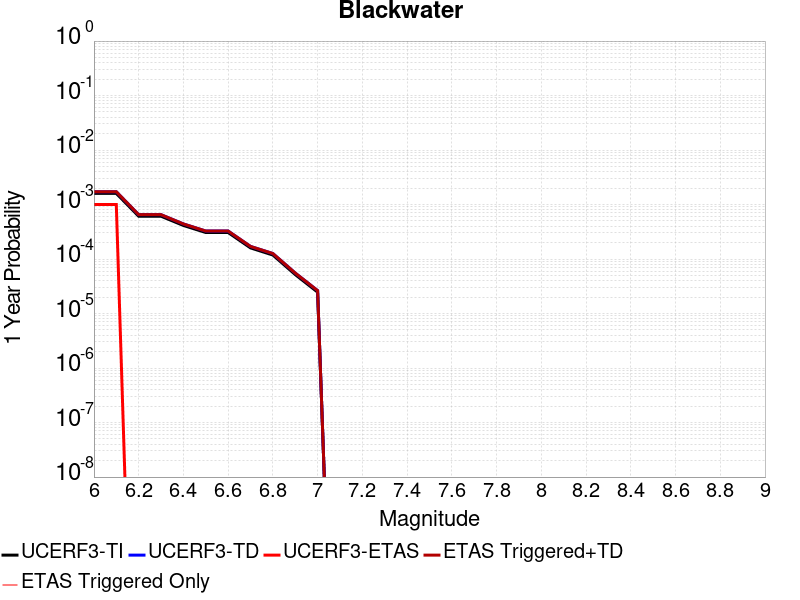 Blackwater
10^0
10^-1
10^-2
10^-3
10^-4
10^-5
10^-6
10^-7
10^-8
1 Year Probability
6 6.2 6.4 6.6 6.8 7 7.2 7.4 7.6 7.8 8 8.2 8.4 8.6 8.8 9
Magnitude
UCERF3-TI UCERF3-TD UCERF3-ETAS ETAS Triggered+TD
ETAS Triggered Only